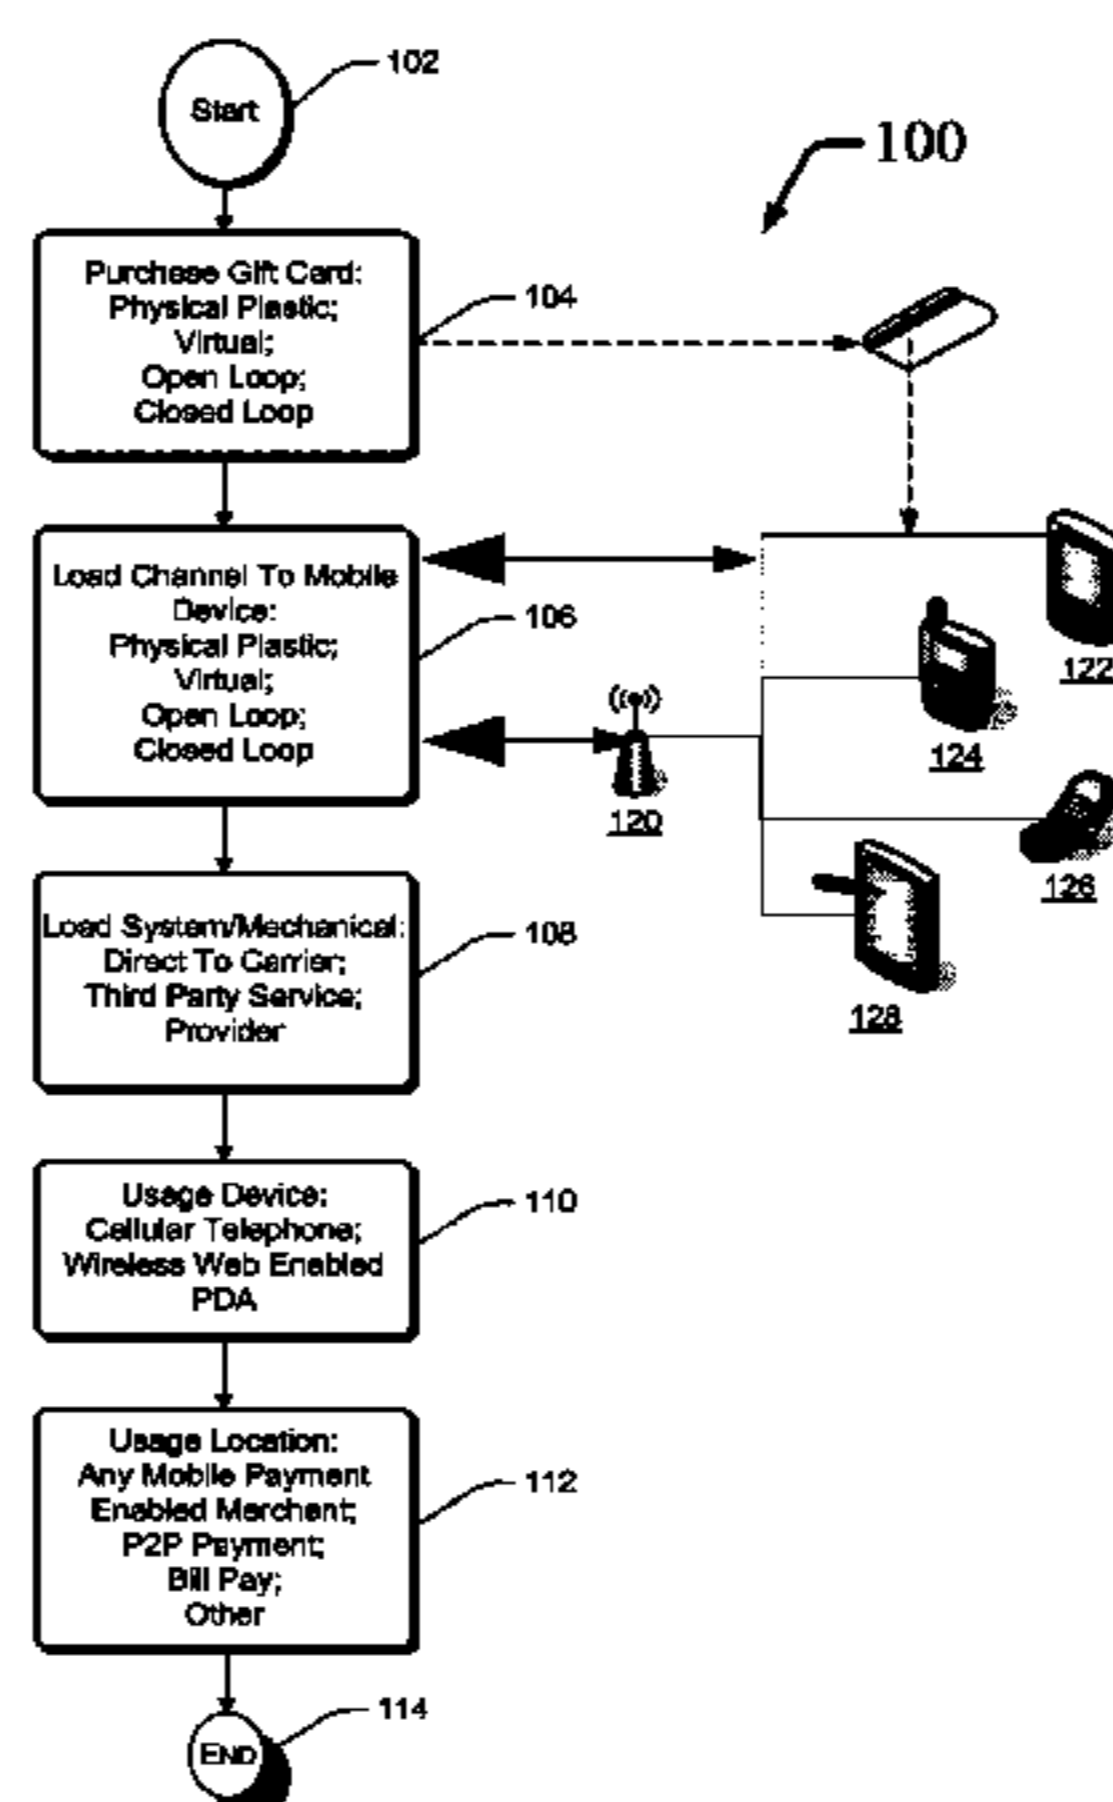 Start
102
100
Purchase Gift Card:
Physical Plastic;
Virtual;
Open Loop;
Closed Loop
104
Load Channel To Mobile
Device:
Physical Plastic;
Virtual;
Open Loop;
Closed Loop
106
122
124
120
126
128
Load System/Mechanical:
Direct To Carrier;
Third Party Service;
Provider
108
Usage Device:
Cellular Telephone;
Wireless Web Enabled
PDA
110
Usage Location:
Any Mobile Payment
Enabled Merchant;
P2P Payment;
Bill Pay;
Other
112
END
114